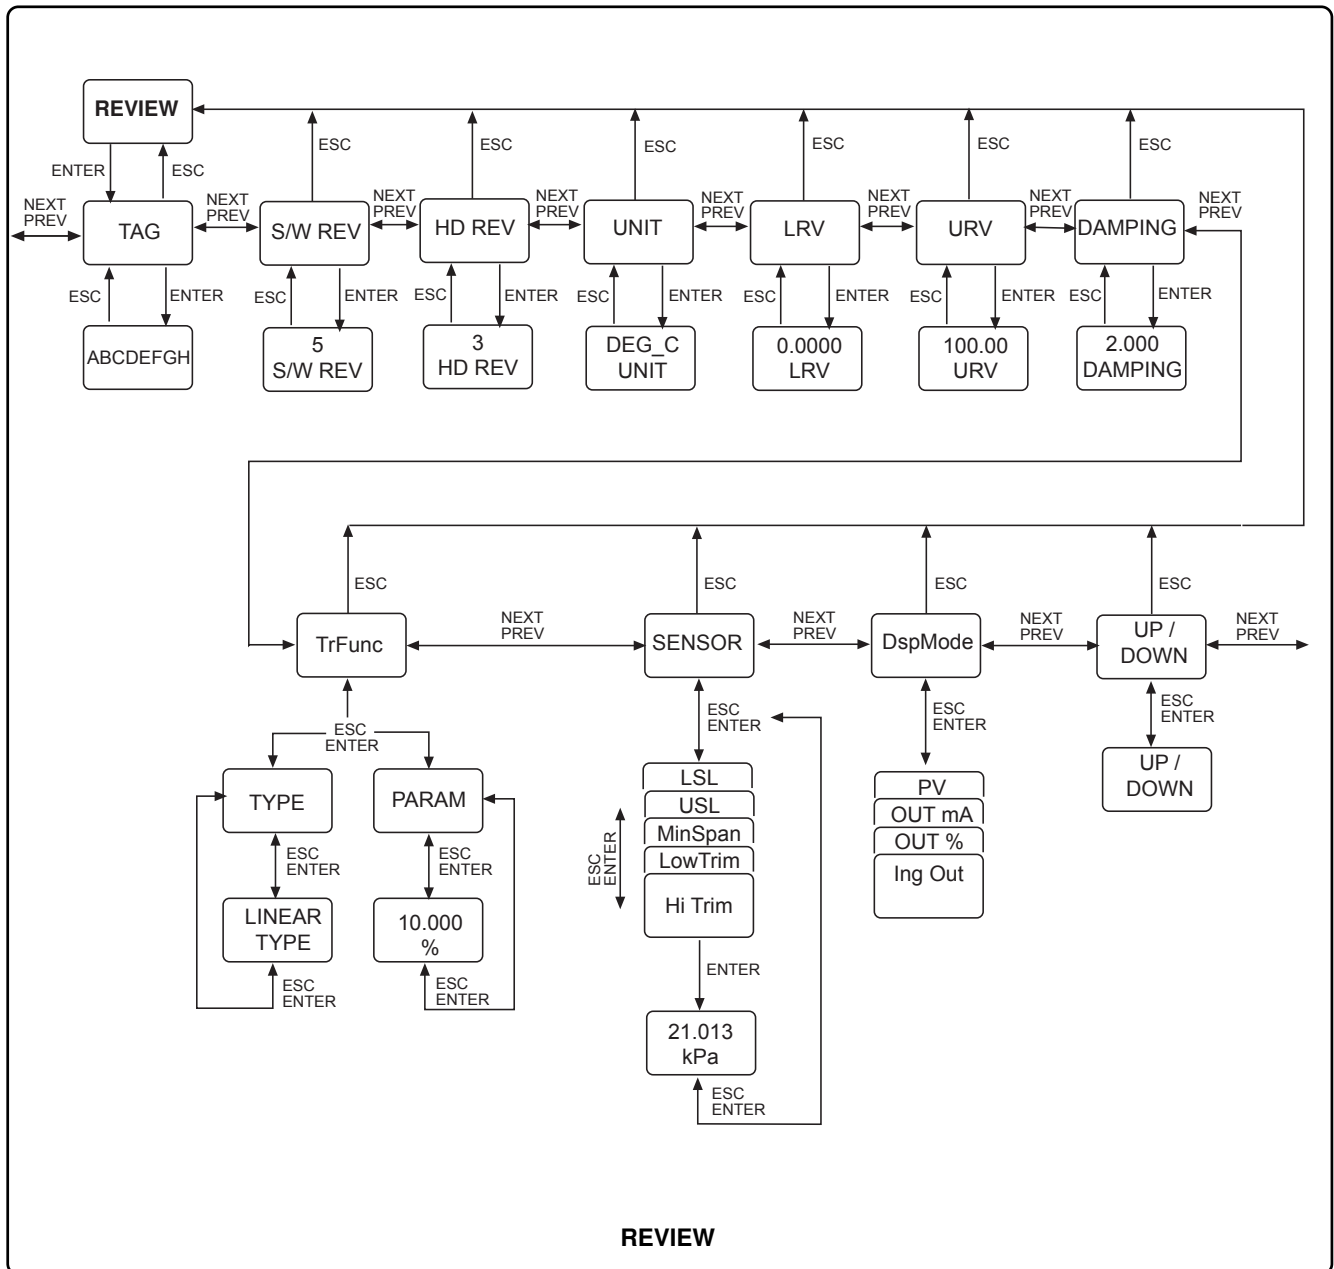 REVIEW
ESC
ESC
ESC
ESC
ESC
ESC
ENTER
ESC
NEXT
PREV
TAG
NEXT
PREV
S/W REV
NEXT
PREV
HD REV
NEXT
PREV
UNIT
NEXT
PREV
LRV
NEXT
PREV
URV
NEXT
PREV
DAMPING
NEXT
PREV
ESC
ENTER
ESC
ENTER
ESC
ENTER
ESC
ENTER
ESC
ENTER
ESC
ENTER
ESC
ENTER
ABCDEFGH
5
S/W REV
3
HD REV
DEG_C
UNIT
0.0000
LRV
100.00
URV
2.000
DAMPING
ESC
ESC
ESC
ESC
TrFunc
NEXT
PREV
SENSOR
NEXT
PREV
DspMode
NEXT
PREV
UP /
DOWN
NEXT
PREV
ESC
ENTER
ESC
ENTER
ESC
ENTER
ESC
ENTER
TYPE
PARAM
ESC
ENTER
ESC
ENTER
LINEAR
TYPE
10.000
%
ESC
ENTER
ESC
ENTER
LSL
USL
MinSpan
LowTrim
Hi Trim
ESC
ENTER
ENTER
21.013
kPa
ESC
ENTER
PV
OUT mA
OUT %
Ing Out
UP /
DOWN
REVIEW